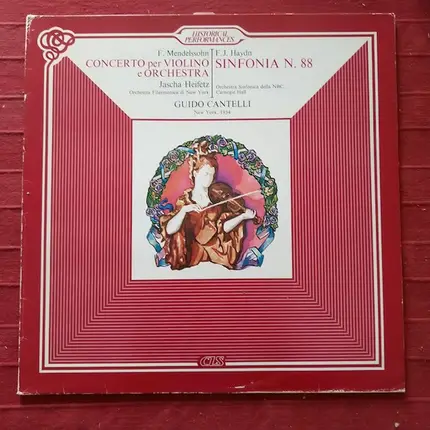 HISTORICAL
PERFORMANCES
F. Mendelssohn
CONCERTO per VIOLINO
e ORCHESTRA
Jascha Heifetz
Orchestra Filarmonica di New York
F.J. Haydn
SINFONIA N. 88
Orchestra Sinfonica della NBC
Carnegie Hall
GUIDO CANTELLI
New York, 1954
CLS